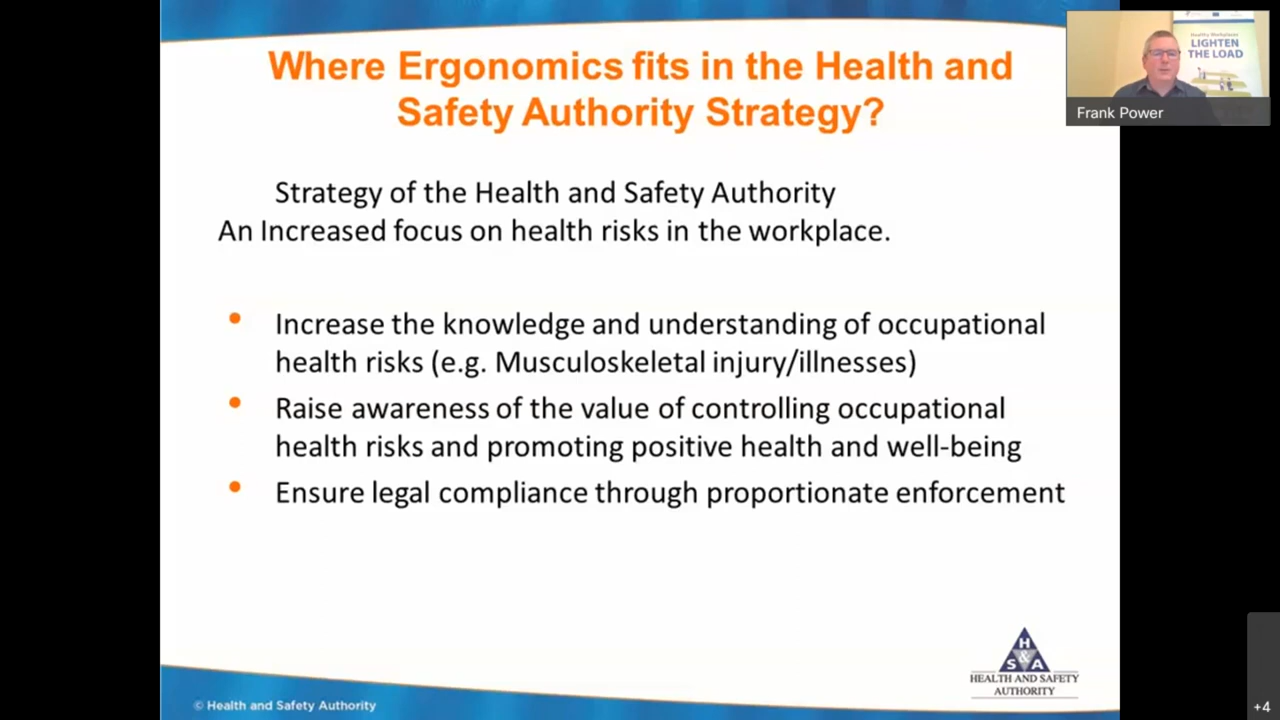 Where Ergonomics fits in the Health and
Safety Authority Strategy?
Healthy Workplaces
LIGHTEN
THE LOAD
Frank Power
Strategy of the Health and Safety Authority
An Increased focus on health risks in the workplace.
• Increase the knowledge and understanding of occupational
health risks (e.g. Musculoskeletal injury/illnesses)
• Raise awareness of the value of controlling occupational
health risks and promoting positive health and well-being
• Ensure legal compliance through proportionate enforcement
H
&
S A
HEALTH AND SAFETY
AUTHORITY
© Health and Safety Authority
+4